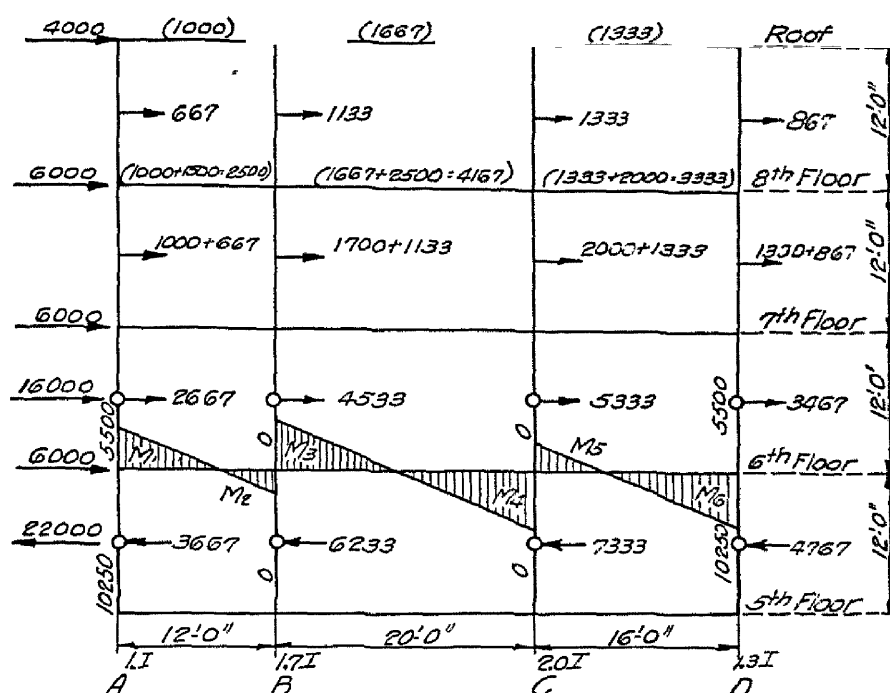 4000 (1000) (1667) (1333) Roof
667 1133 1333 867 12'0"
6000 (1000+1500=2500) (1667+2500=4167) (1333+2000=3333) 8th Floor
1000+667 1700+1133 2000+1333 1300+867 12'0"
6000 7th Floor
16000 2667 4533 5333 3467 12'0"
5500 0 0 5500
M1 M3 M5
6000 6th Floor
M2 M4 M6
22000 3667 6233 7333 4767 12'0"
10250 0 0 10250
5th Floor
12'0" 20'0" 16'0"
1.I 1.7I 2.0I 1.3I
A B C D